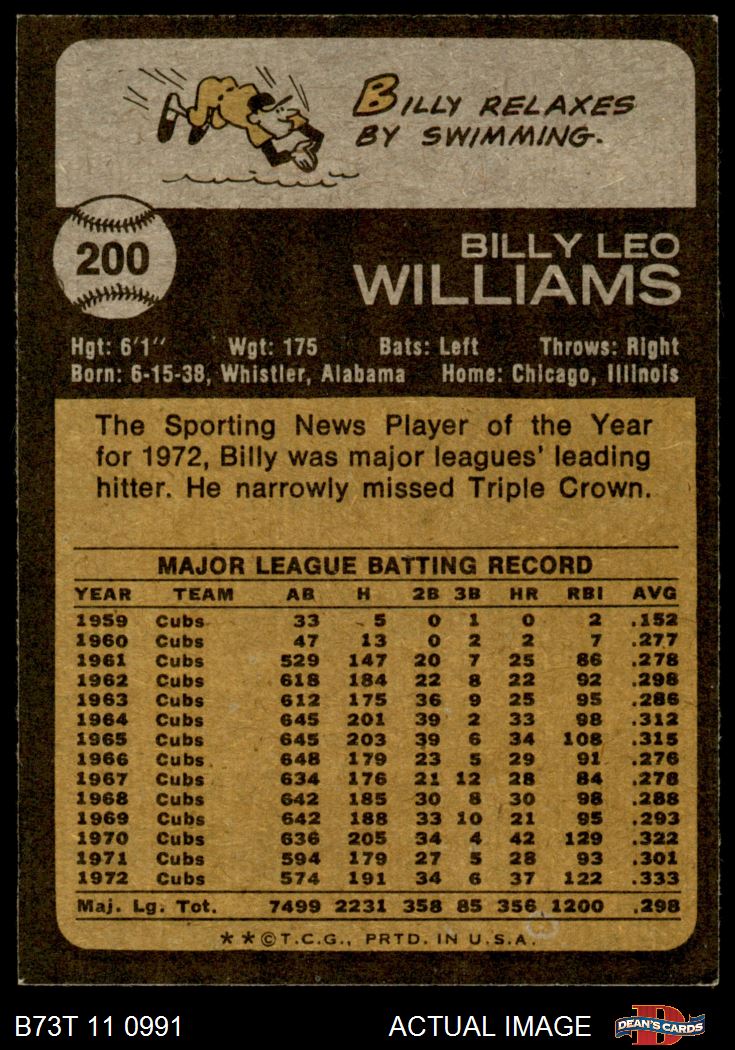 BILLY RELAXES
BY SWIMMING.
200
BILLY LEO
WILLIAMS
Hgt: 6'1" Wgt: 175 Bats: Left Throws: Right
Born: 6-15-38, Whistler, Alabama Home: Chicago, Illinois
The Sporting News Player of the Year
for 1972, Billy was major leagues' leading
hitter. He narrowly missed Triple Crown.
MAJOR LEAGUE BATTING RECORD
YEAR TEAM AB H 2B 3B HR RBI AVG
1959 Cubs 33 5 0 1 0 2 .152
1960 Cubs 47 13 0 2 2 7 .277
1961 Cubs 529 147 20 7 25 86 .278
1962 Cubs 618 184 22 8 22 92 .298
1963 Cubs 612 175 36 9 25 95 .286
1964 Cubs 645 201 39 2 33 98 .312
1965 Cubs 645 203 39 6 34 108 .315
1966 Cubs 648 179 23 5 29 91 .276
1967 Cubs 634 176 21 12 28 84 .278
1968 Cubs 642 185 30 8 30 98 .288
1969 Cubs 642 188 33 10 21 95 .293
1970 Cubs 636 205 34 4 42 129 .322
1971 Cubs 594 179 27 5 28 93 .301
1972 Cubs 574 191 34 6 37 122 .333
Maj. Lg. Tot. 7499 2231 358 85 356 1200 .298
**©T.C.G., PRTD. IN U.S.A.
B73T 11 0991 ACTUAL IMAGE DEAN'S CARDS